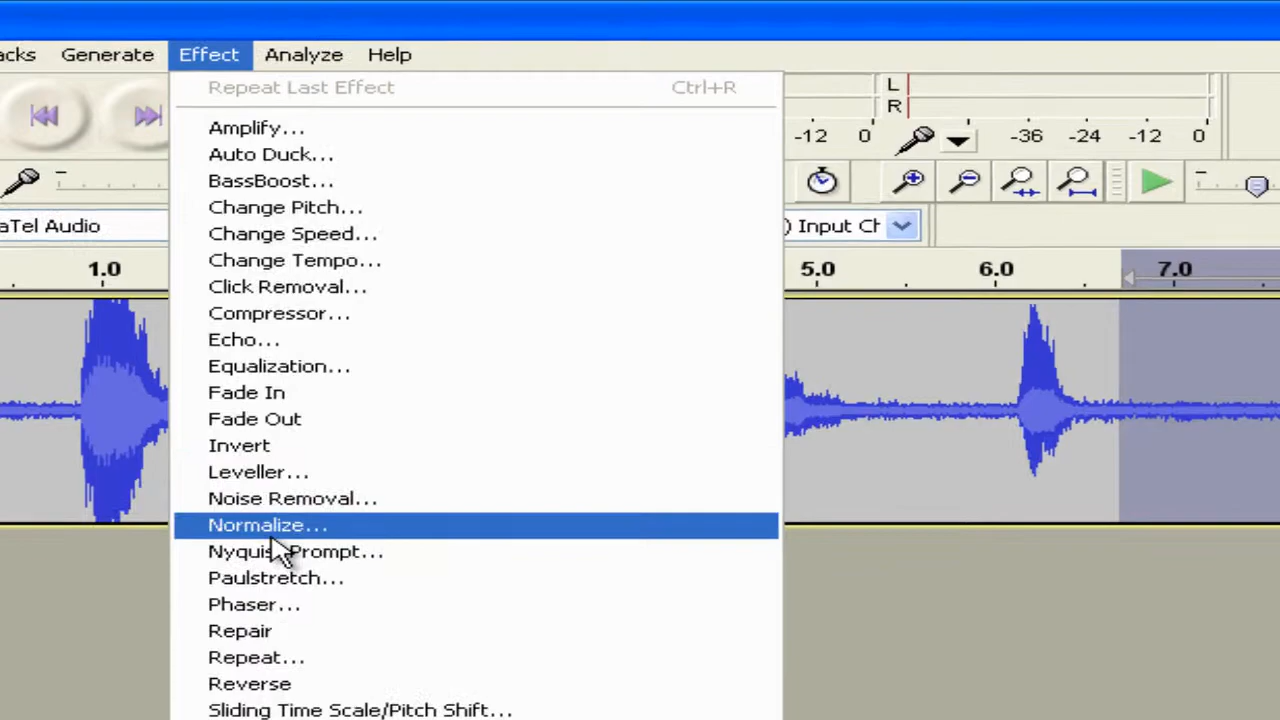 acks Generate Effect Analyze Help
Repeat Last Effect Ctrl+R
L
R
-12 0 -36 -24 -12 0
Amplify...
Auto Duck...
BassBoost...
Change Pitch...
aTel Audio
) Input Ch
Change Speed...
Change Tempo...
1.0 5.0 6.0 7.0
Click Removal...
Compressor...
Echo...
Equalization...
Fade In
Fade Out
Invert
Leveller...
Noise Removal...
Normalize...
Nyquist Prompt...
Paulstretch...
Phaser...
Repair
Repeat...
Reverse
Sliding Time Scale/Pitch Shift...